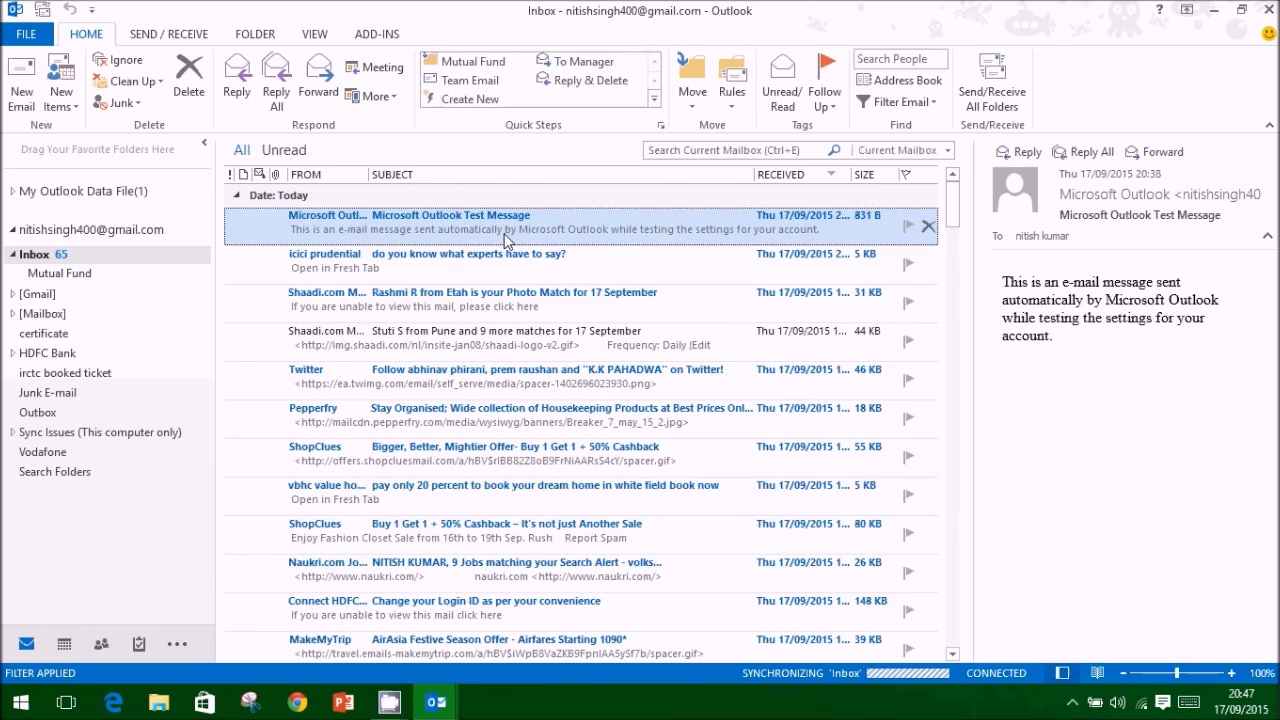 Inbox - nitishsingh400@gmail.com - Outlook
FILE HOME SEND / RECEIVE FOLDER VIEW ADD-INS
New Email
New Items
Ignore
Clean Up
Junk
Delete
Reply
Reply All
Forward
Meeting
More
Mutual Fund
Team Email
Create New
To Manager
Reply & Delete
Move
Rules
Unread/ Read
Follow Up
Search People
Address Book
Filter Email
Send/Receive All Folders
New Delete Respond Quick Steps Move Tags Find Send/Receive
Drag Your Favorite Folders Here
My Outlook Data File(1)
nitishsingh400@gmail.com
Inbox 65
Mutual Fund
[Gmail]
[Mailbox]
certificate
HDFC Bank
irctc booked ticket
Junk E-mail
Outbox
Sync Issues (This computer only)
Vodafone
Search Folders
All Unread
Search Current Mailbox (Ctrl+E) Current Mailbox
! FROM SUBJECT RECEIVED SIZE
Date: Today
Microsoft Outl... Microsoft Outlook Test Message Thu 17/09/2015 2... 831 B
This is an e-mail message sent automatically by Microsoft Outlook while testing the settings for your account.
icici prudential do you know what experts have to say? Thu 17/09/2015 2... 5 KB
Open in Fresh Tab
Shaadi.com M... Rashmi R from Etah is your Photo Match for 17 September Thu 17/09/2015 1... 31 KB
If you are unable to view this mail, please click here
Shaadi.com M... Stuti S from Pune and 9 more matches for 17 September Thu 17/09/2015 1... 44 KB
<http://img.shaadi.com/nl/insite-jan08/shaadi-logo-v2.gif> Frequency: Daily (Edit
Twitter Follow abhinav phirani, prem raushan and "K.K PAHADWA" on Twitter! Thu 17/09/2015 1... 46 KB
<https://ea.twimg.com/email/self_serve/media/spacer-1402696023930.png>
Pepperfry Stay Organised; Wide collection of Housekeeping Products at Best Prices Onl... Thu 17/09/2015 1... 18 KB
<http://mailcdn.pepperfry.com/media/wysiwyg/banners/Breaker_7_may_15_2.jpg>
ShopClues Bigger, Better, Mightier Offer- Buy 1 Get 1 + 50% Cashback Thu 17/09/2015 1... 55 KB
<http://offers.shopcluesmail.com/a/hBV$rlBB82Z8oB9FrNiAARsS4cY/spacer.gif>
vbhc value ho... pay only 20 percent to book your dream home in white field book now Thu 17/09/2015 1... 5 KB
Open in Fresh Tab
ShopClues Buy 1 Get 1 + 50% Cashback – It's not just Another Sale Thu 17/09/2015 1... 80 KB
Enjoy Fashion Closet Sale from 16th to 19th Sep. Rush Report Spam
Naukri.com Jo... NITISH KUMAR, 9 Jobs matching your Search Alert - volks... Thu 17/09/2015 1... 26 KB
<http://www.naukri.com/> naukri.com <http://www.naukri.com/>
Connect HDFC... Change your Login ID as per your convenience Thu 17/09/2015 1... 148 KB
If you are unable to view this mail click here
MakeMyTrip AirAsia Festive Season Offer - Airfares Starting 1090* Thu 17/09/2015 1... 39 KB
<http://travel.emails-makemytrip.com/a/hBV$iWpB8VaZKB9FpnIAASySf7b/spacer.gif>
Reply Reply All Forward
Thu 17/09/2015 20:38
Microsoft Outlook <nitishsingh40
Microsoft Outlook Test Message
To nitish kumar
This is an e-mail message sent
automatically by Microsoft Outlook
while testing the settings for your
account.
FILTER APPLIED SYNCHRONIZING 'Inbox' CONNECTED 100%
20:47
17/09/2015